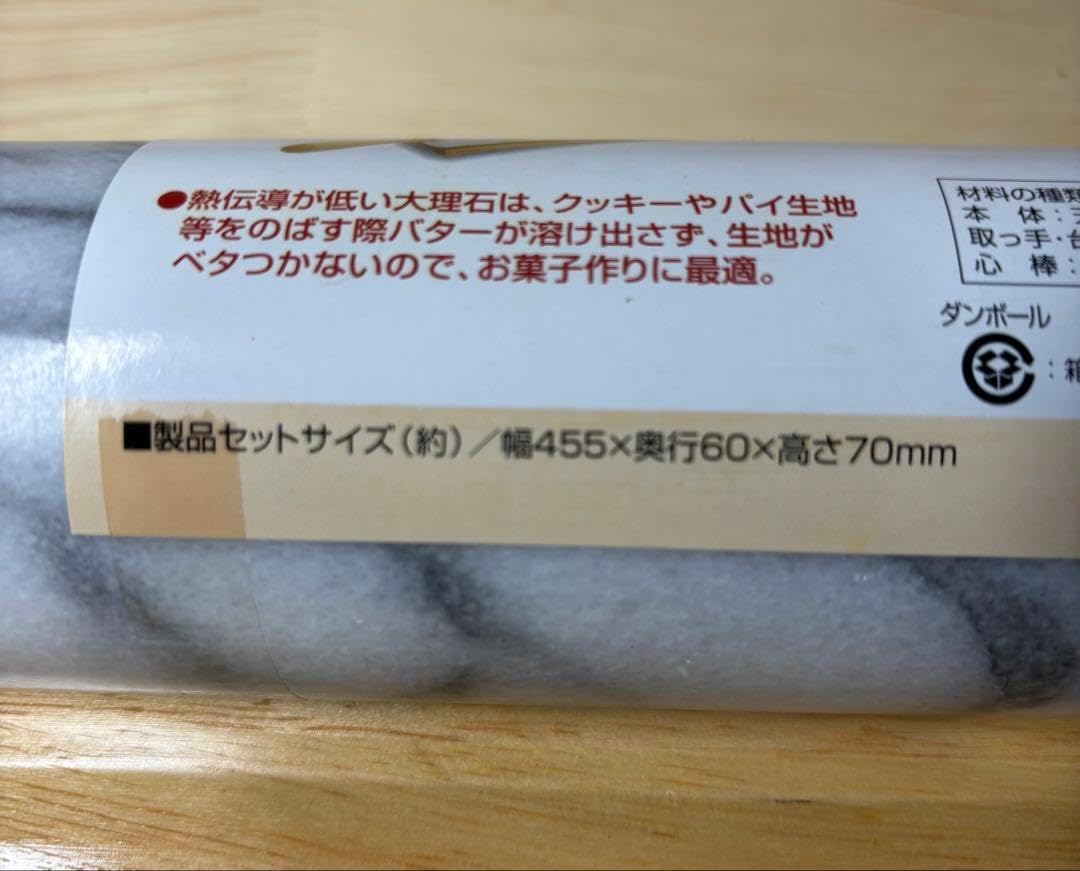 ●熱伝導が低い大理石は、クッキーやパイ生地
等をのばす際バターが溶け出さず、生地が
ベタつかないので、お菓子作りに最適。
材料の種類
本 体：天
取っ手・台
心 棒：
ダンボール
：箱
■製品セットサイズ（約）／幅455×奥行60×高さ70mm